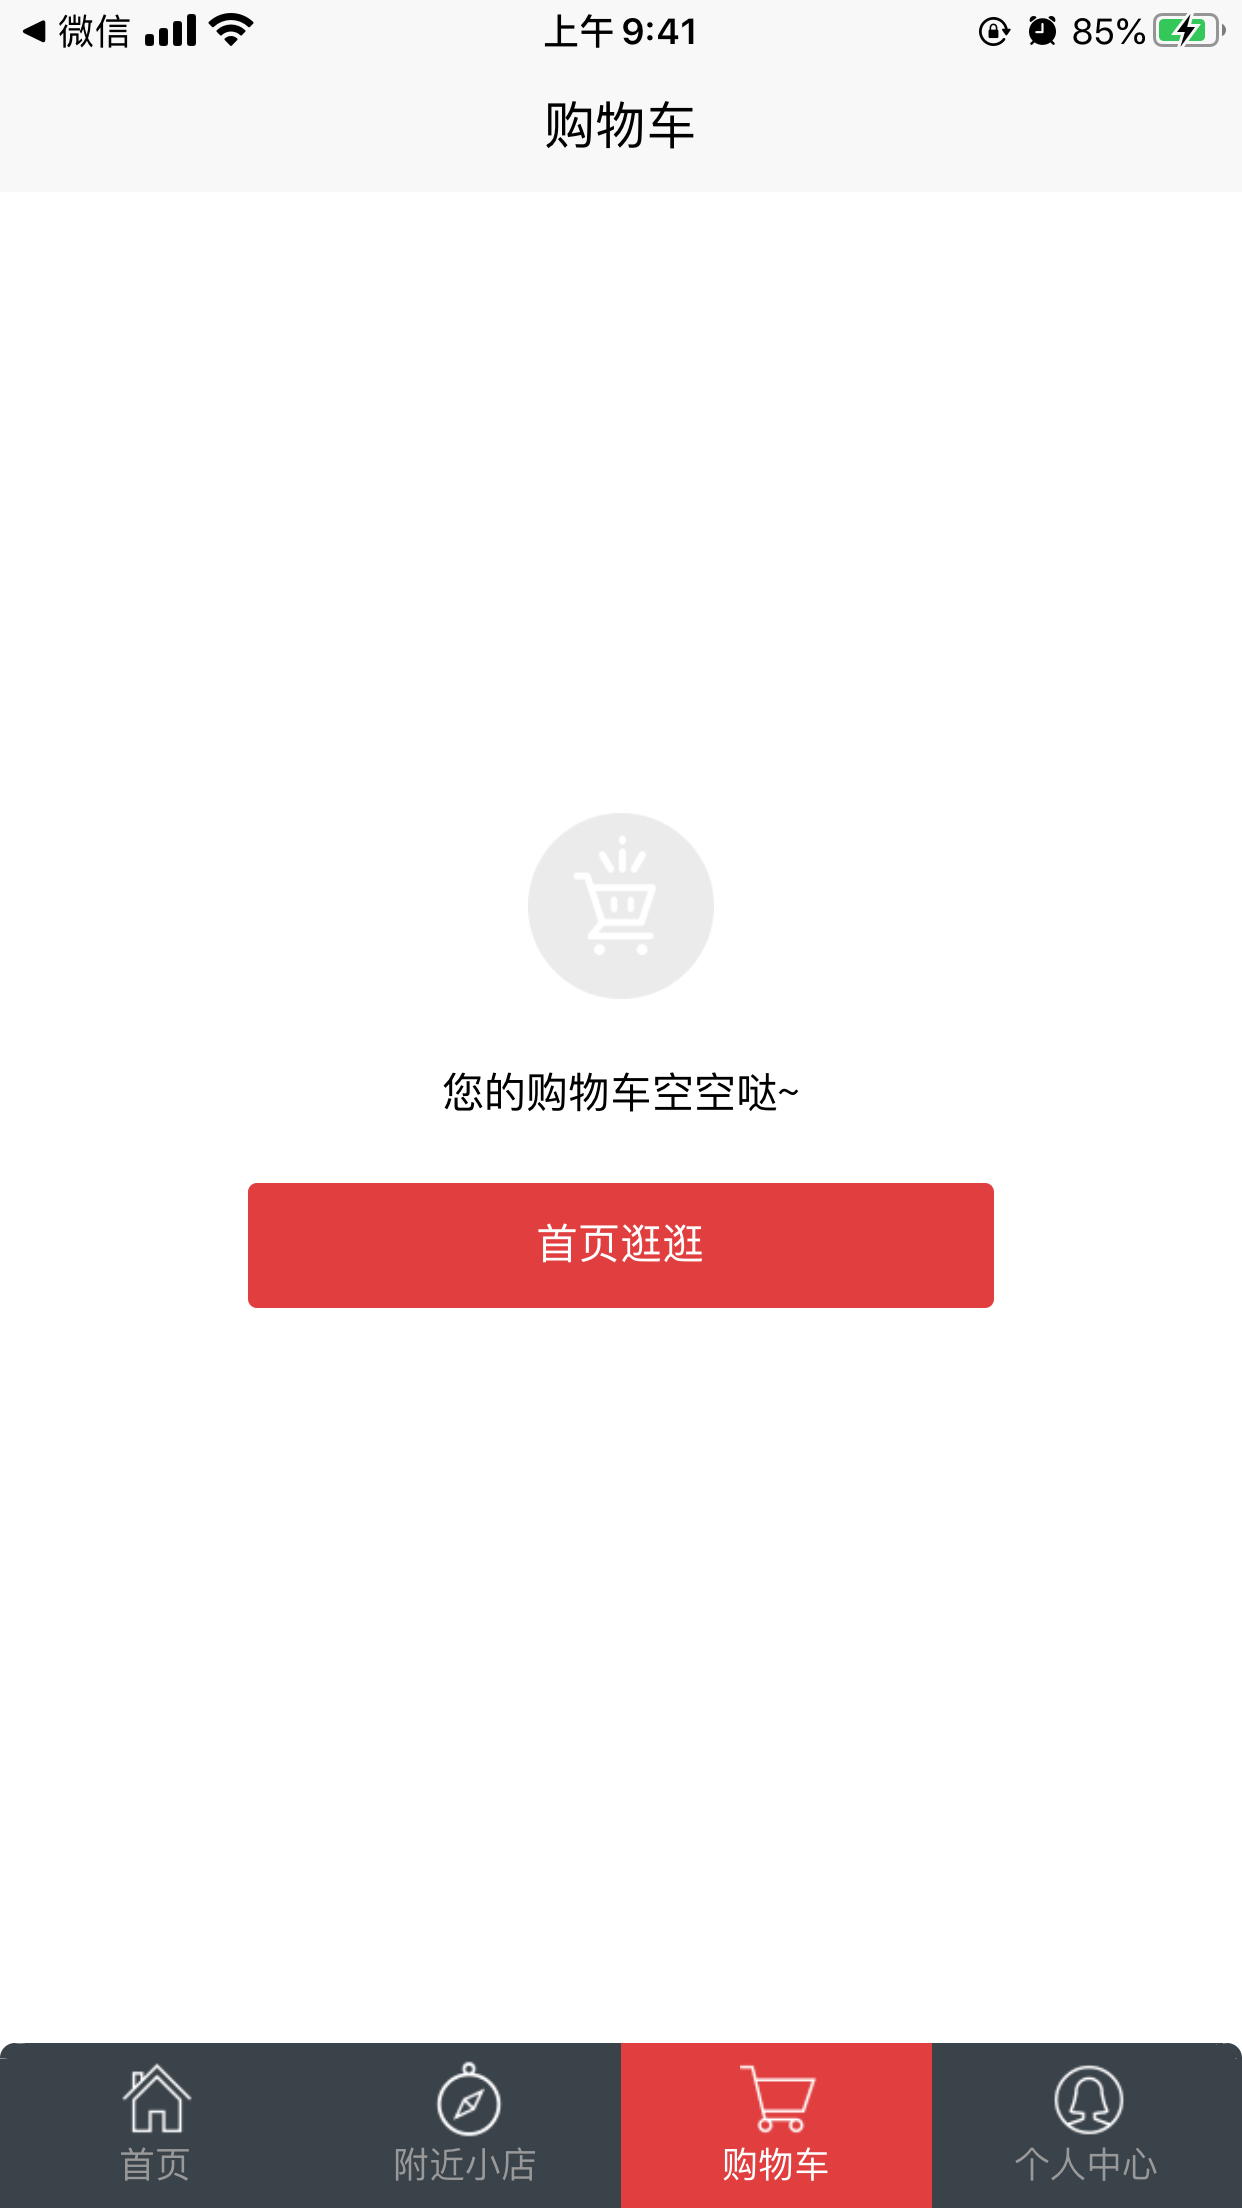 微信 上午 9:41 85%
购物车
您的购物车空空哒~
首页逛逛
首页 附近小店 购物车 个人中心